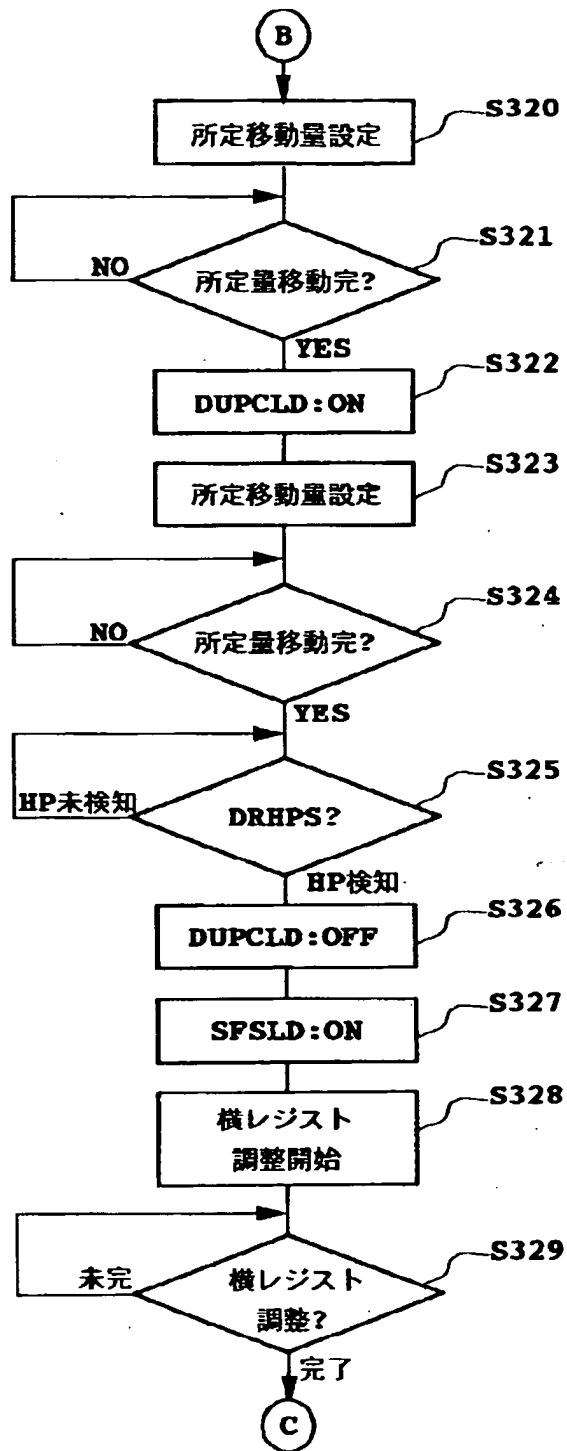 B
S320
所定移動量設定
S321
NO
所定量移動完?
YES
S322
DUPCLD:ON
S323
所定移動量設定
S324
NO
所定量移動完?
YES
S325
HP未検知
DRHPS?
HP検知
S326
DUPCLD:OFF
S327
SFSLD:ON
S328
横レジスト
調整開始
S329
未完
横レジスト
調整?
完了
C